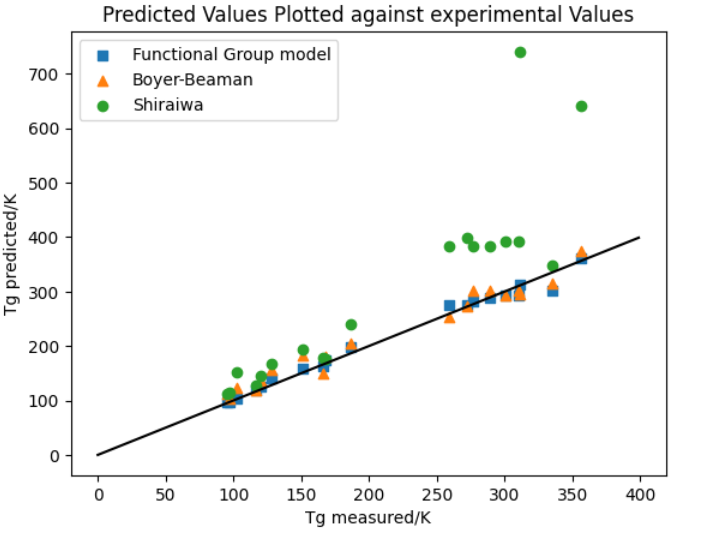 Predicted Values Plotted against experimental Values
Functional Group model
Boyer-Beaman
Shiraiwa
700
600
500
400
300
200
100
0
Tg predicted/K
0 50 100 150 200 250 300 350 400
Tg measured/K